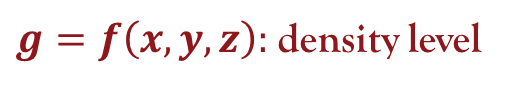 g = f(x, y, z): density level